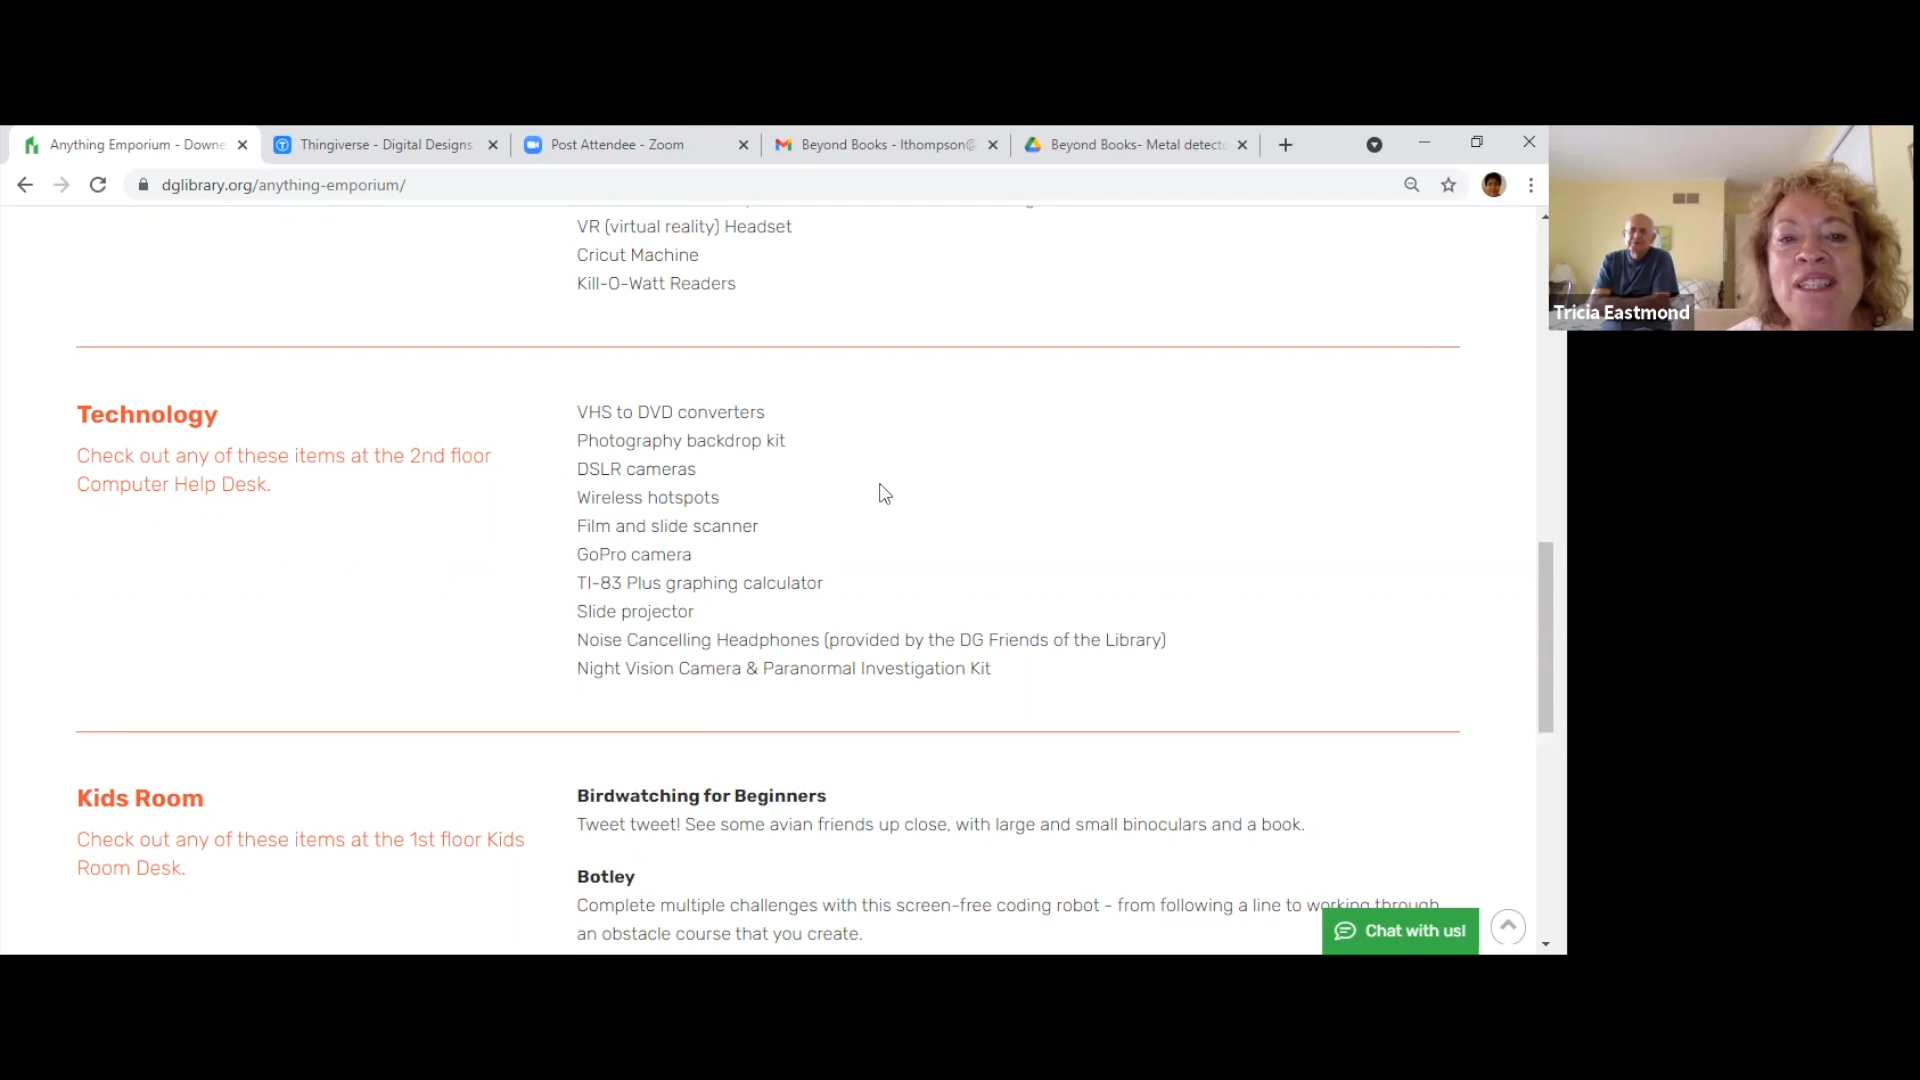 Anything Emporium - Downe
Thingiverse - Digital Designs
Post Attendee - Zoom
Beyond Books - lthompson@
Beyond Books- Metal detect
dglibrary.org/anything-emporium/
VR (virtual reality) Headset
Cricut Machine
Kill-O-Watt Readers
Tricia Eastmond
Technology
Check out any of these items at the 2nd floor
Computer Help Desk.
VHS to DVD converters
Photography backdrop kit
DSLR cameras
Wireless hotspots
Film and slide scanner
GoPro camera
TI-83 Plus graphing calculator
Slide projector
Noise Cancelling Headphones (provided by the DG Friends of the Library)
Night Vision Camera & Paranormal Investigation Kit
Kids Room
Check out any of these items at the 1st floor Kids
Room Desk.
Birdwatching for Beginners
Tweet tweet! See some avian friends up close, with large and small binoculars and a book.
Botley
Complete multiple challenges with this screen-free coding robot - from following a line to working through
an obstacle course that you create.
Chat with us!